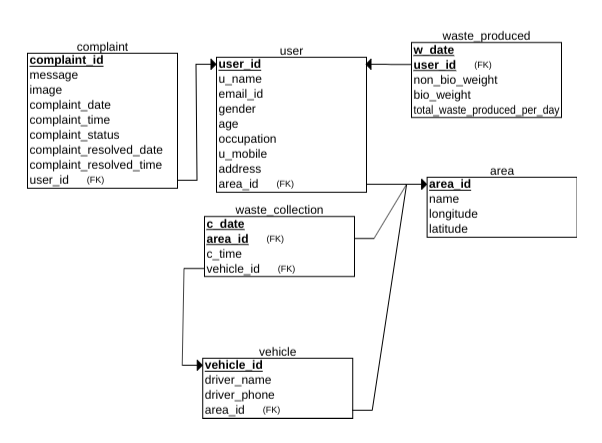 complaint
complaint_id
message
image
complaint_date
complaint_time
complaint_status
complaint_resolved_date
complaint_resolved_time
user_id (FK)
user
user_id
u_name
email_id
gender
age
occupation
u_mobile
address
area_id (FK)
waste_produced
w_date
user_id (FK)
non_bio_weight
bio_weight
total_waste_produced_per_day
area
area_id
name
longitude
latitude
waste_collection
c_date
area_id (FK)
c_time
vehicle_id (FK)
vehicle
vehicle_id
driver_name
driver_phone
area_id (FK)